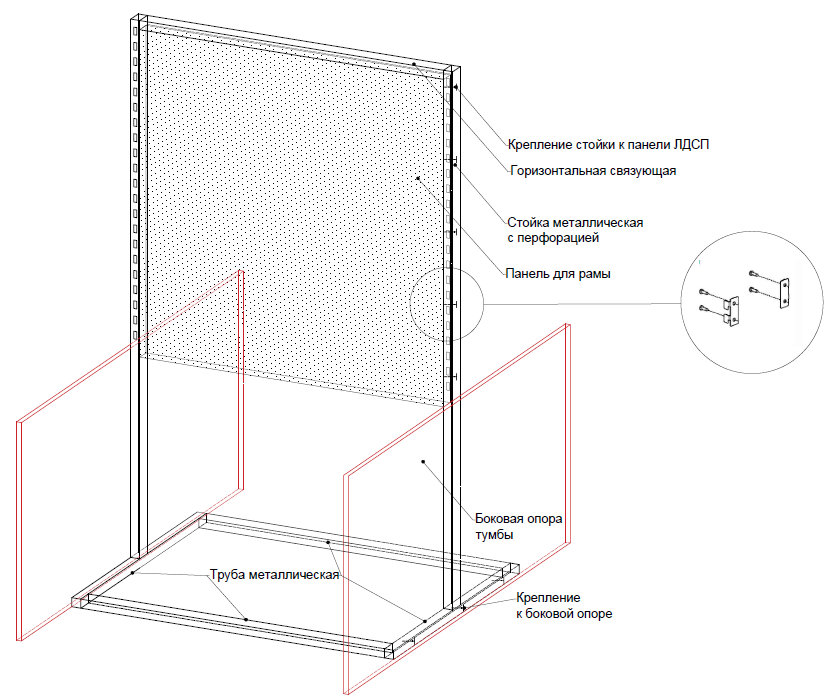 Крепление стойки к панели ЛДСП
Горизонтальная связующая
Стойка металлическая
с перфорацией
Панель для рамы
Боковая опора
тумбы
Труба металлическая
Крепление
к боковой опоре